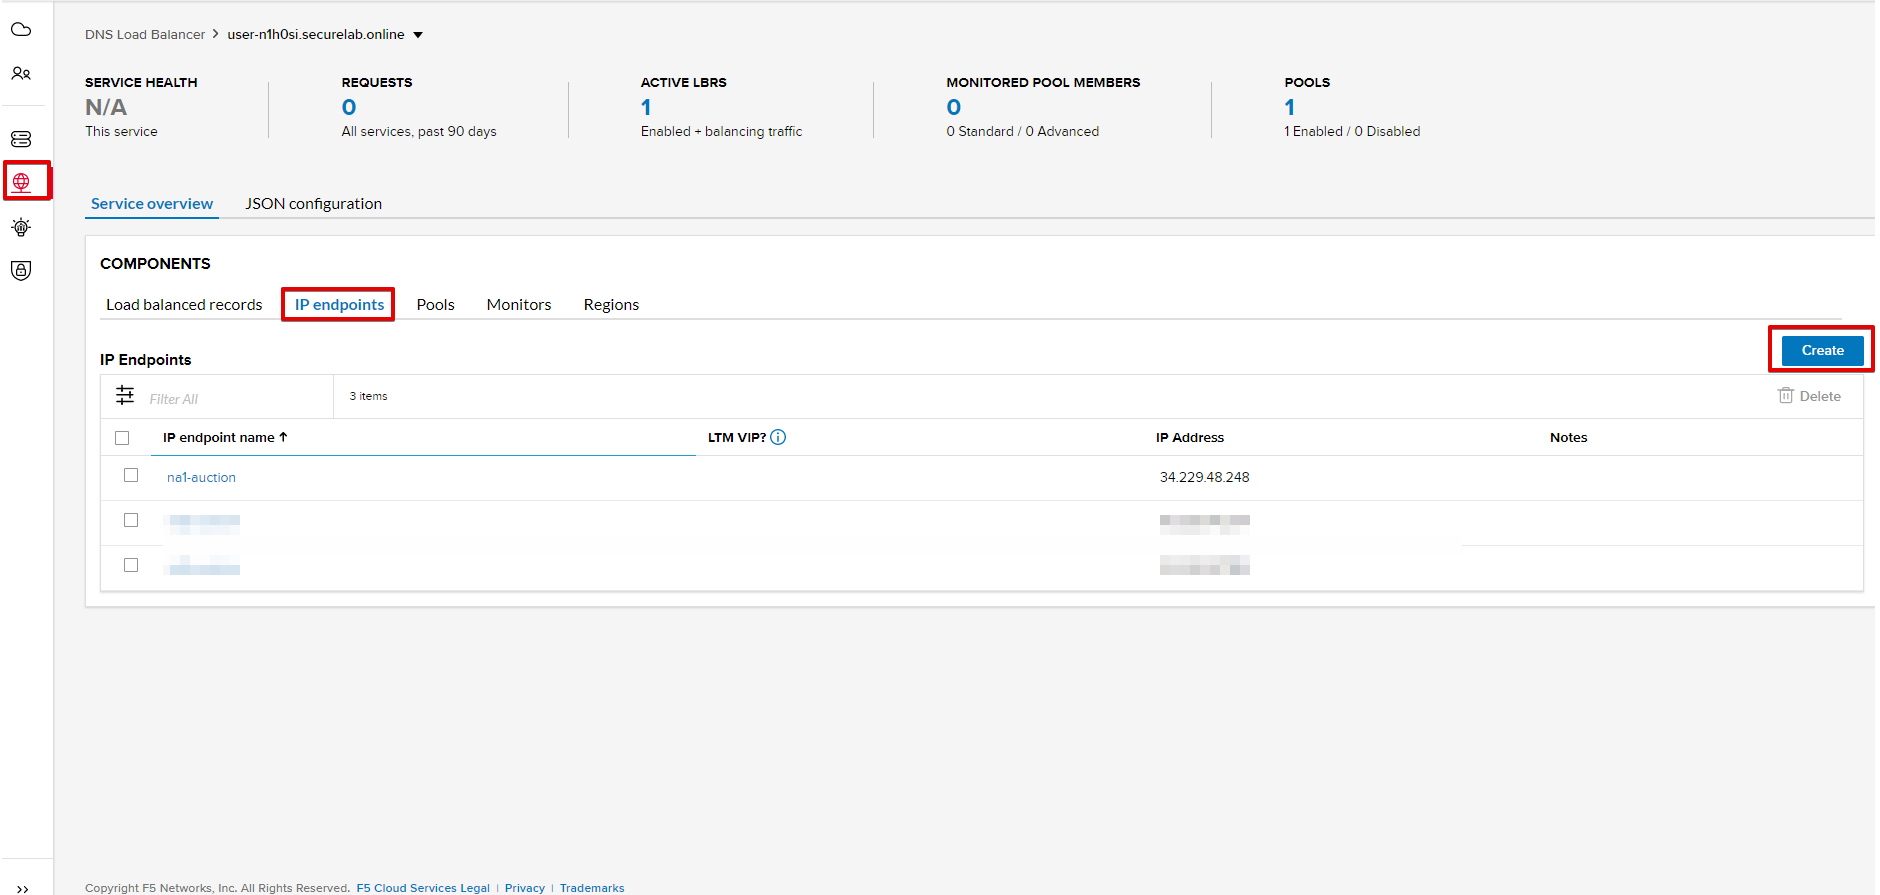 DNS Load Balancer > user-n1h0si.securelab.online
SERVICE HEALTH
N/A
This service
REQUESTS
0
All services, past 90 days
ACTIVE LBRS
1
Enabled + balancing traffic
MONITORED POOL MEMBERS
0
0 Standard / 0 Advanced
POOLS
1
1 Enabled / 0 Disabled
Service overview JSON configuration
COMPONENTS
Load balanced records IP endpoints Pools Monitors Regions
Create
IP Endpoints
Filter All 3 items Delete
IP endpoint name ↑ LTM VIP? IP Address Notes
na1-auction 34.229.48.248
Copyright F5 Networks, Inc. All Rights Reserved. F5 Cloud Services Legal | Privacy | Trademarks